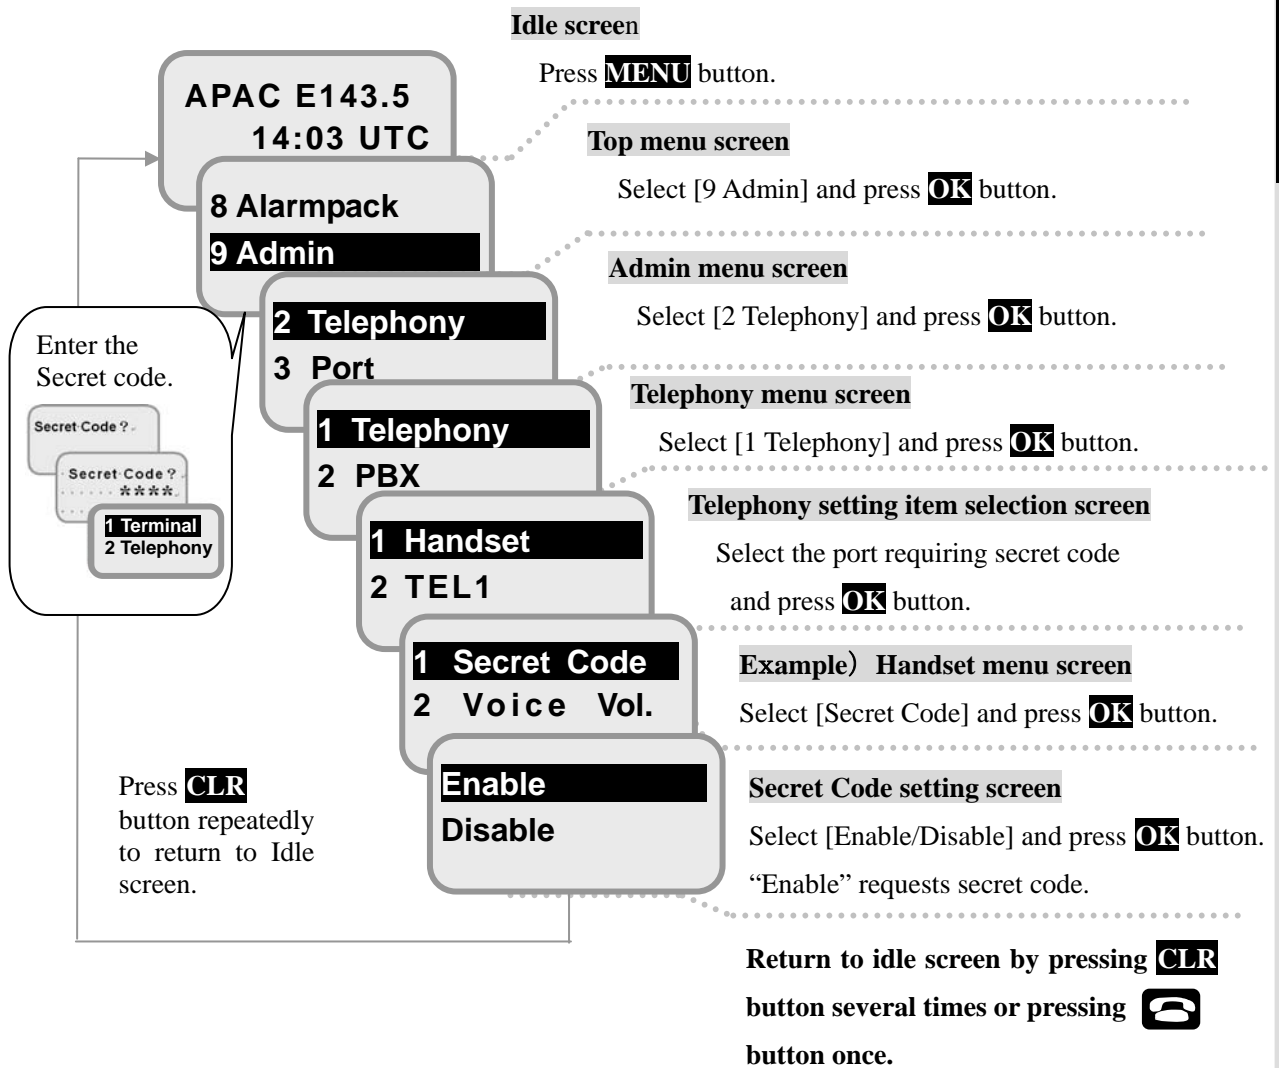 Idle screen
Press MENU button.
APAC E143.5
14:03 UTC
Top menu screen
Select [9 Admin] and press OK button.
8 Alarmpack
9 Admin
Admin menu screen
Select [2 Telephony] and press OK button.
2 Telephony
3 Port
Enter the
Secret code.
Secret Code ?
Secret Code ?
****
1 Terminal
2 Telephony
Telephony menu screen
Select [1 Telephony] and press OK button.
1 Telephony
2 PBX
Telephony setting item selection screen
Select the port requiring secret code
and press OK button.
1 Handset
2 TEL1
Example） Handset menu screen
Select [Secret Code] and press OK button.
1 Secret Code
2 Voice Vol.
Secret Code setting screen
Select [Enable/Disable] and press OK button.
“Enable” requests secret code.
Enable
Disable
Press CLR
button repeatedly
to return to Idle
screen.
Return to idle screen by pressing CLR
button several times or pressing
button once.